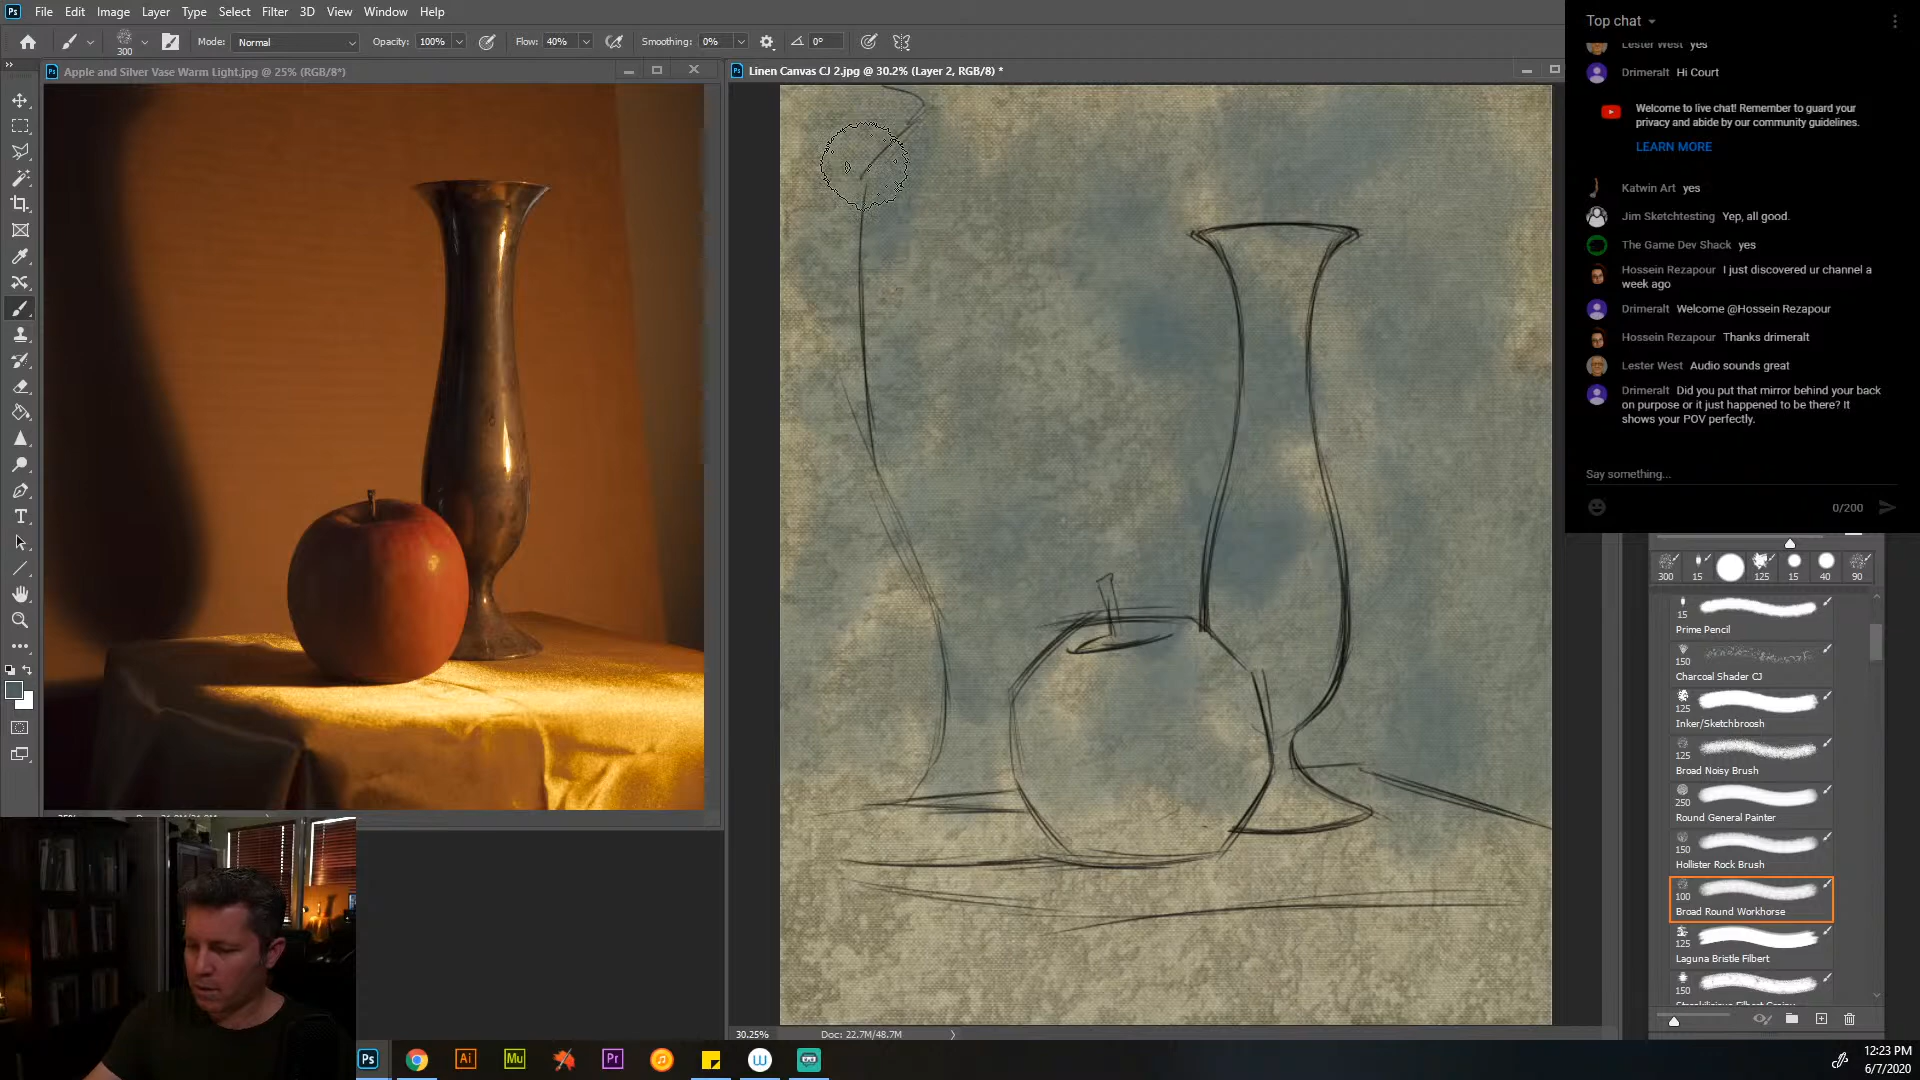 Ps File Edit Image Layer Type Select Filter 3D View Window Help
300 Mode: Normal Opacity: 100% Flow: 40% Smoothing: 0% 0°
Ps Apple and Silver Vase Warm Light.jpg @ 25% (RGB/8*)
Ps Linen Canvas CJ 2.jpg @ 30.2% (Layer 2, RGB/8) *
Top chat
Lester West yes
Drimeralt Hi Court
Welcome to live chat! Remember to guard your
privacy and abide by our community guidelines.
LEARN MORE
Katwin Art yes
Jim Sketchtesting Yep, all good.
The Game Dev Shack yes
Hossein Rezapour I just discovered ur channel a
week ago
Drimeralt Welcome @Hossein Rezapour
Hossein Rezapour Thanks drimeralt
Lester West Audio sounds great
Drimeralt Did you put that mirror behind your back
on purpose or it just happened to be there? It
shows your POV perfectly.
Say something...
0/200
300 15 125 15 40 90
15
Prime Pencil
150
Charcoal Shader CJ
125
Inker/Sketchbroosh
125
Broad Noisy Brush
250
Round General Painter
150
Hollister Rock Brush
100
Broad Round Workhorse
125
Laguna Bristle Filbert
150
30.25% Doc: 22.7M/48.7M
Ps Ai Mu Pr
12:23 PM
6/7/2020